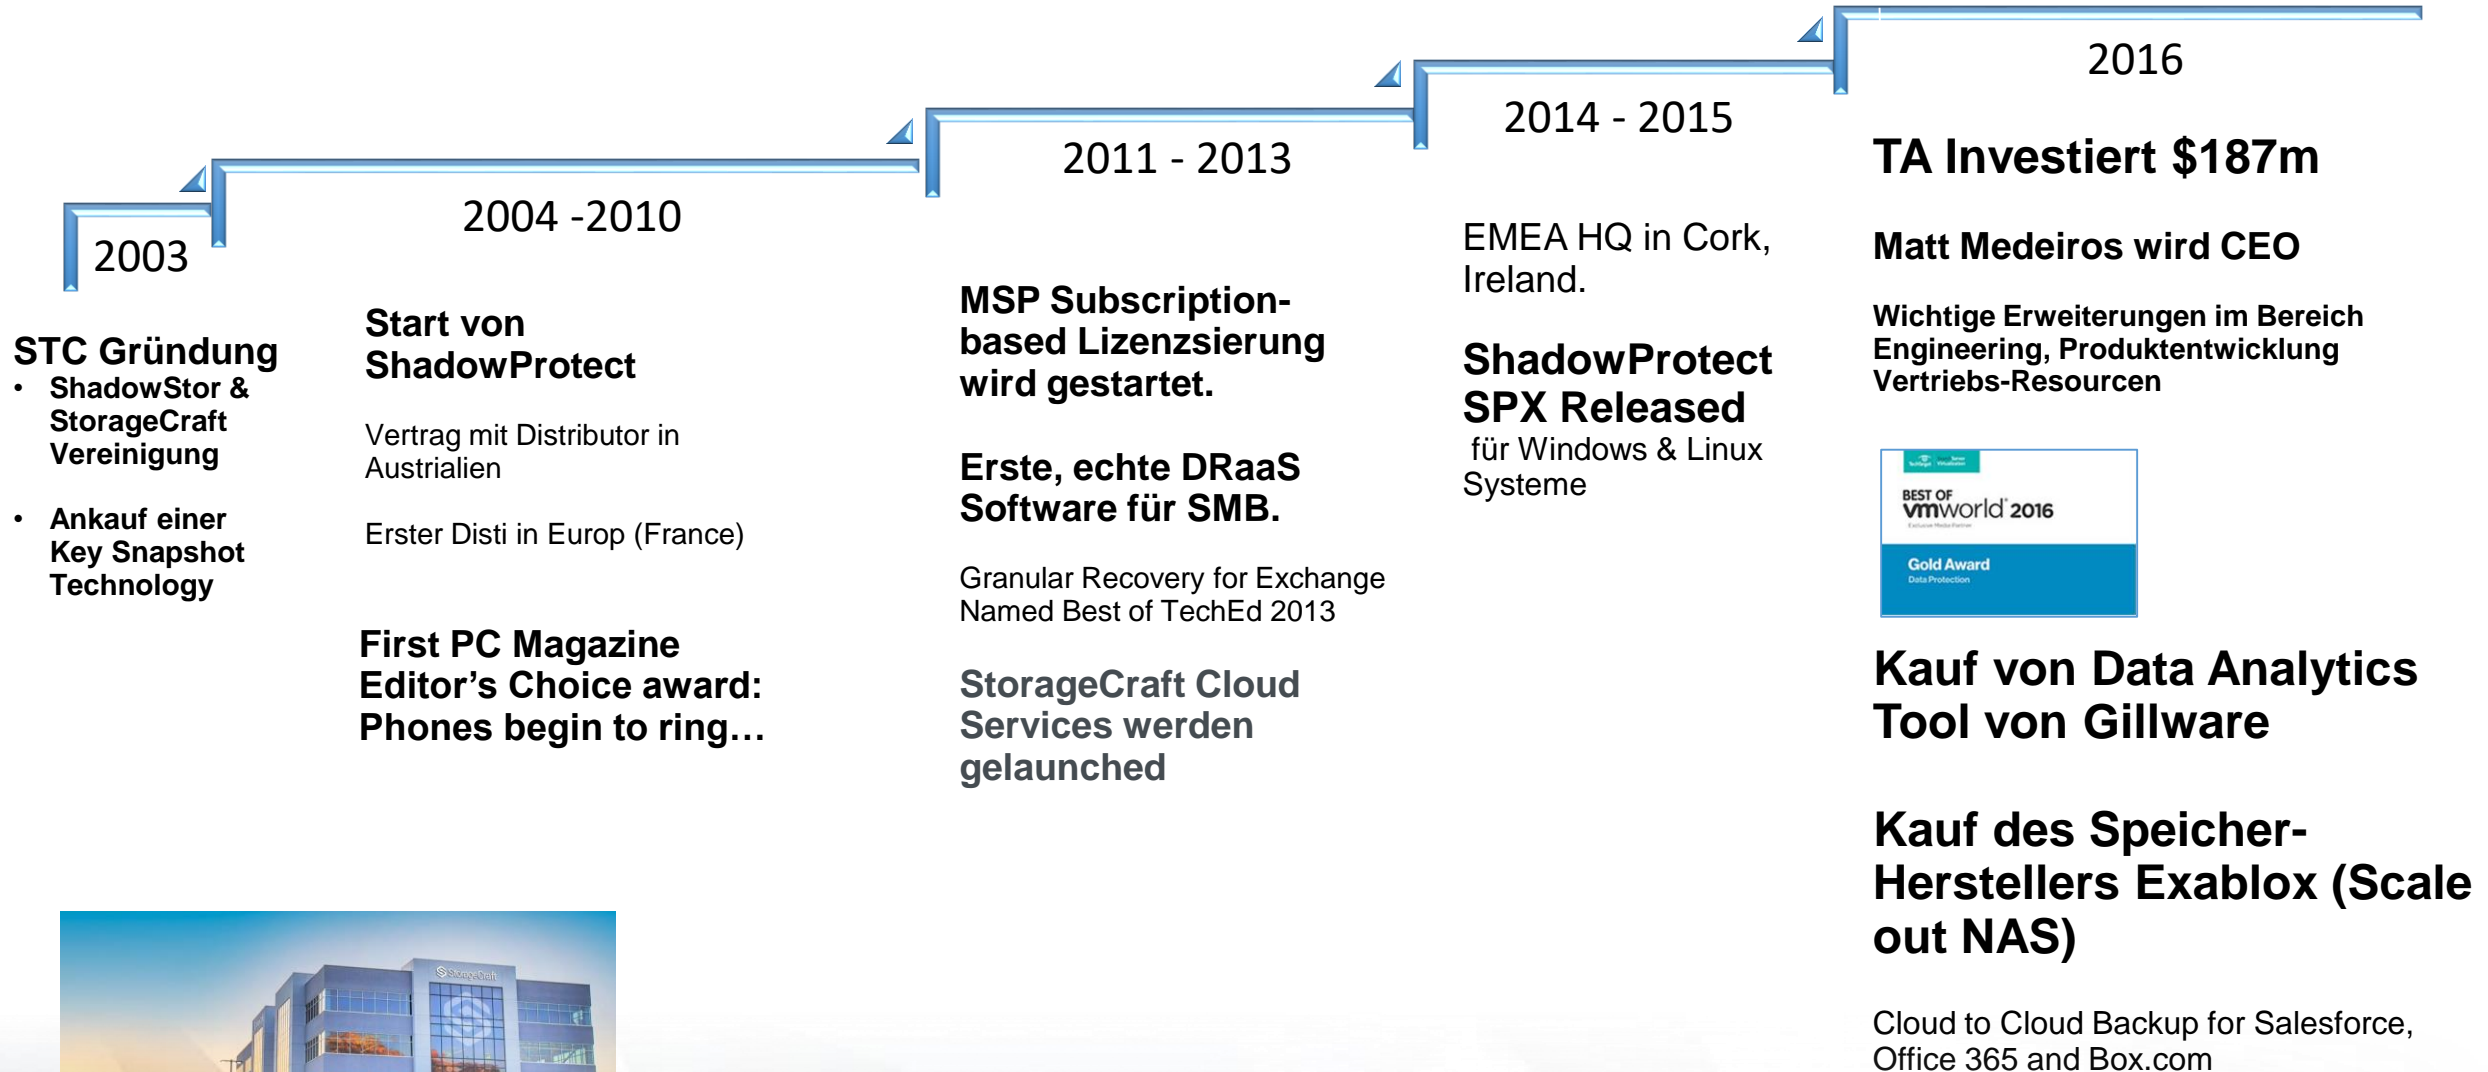 2003
STC Gründung
• ShadowStor &
StorageCraft
Vereinigung
• Ankauf einer
Key Snapshot
Technology
2004 -2010
Start von
ShadowProtect
Vertrag mit Distributor in
Austrialien
Erster Disti in Europ (France)
First PC Magazine
Editor’s Choice award:
Phones begin to ring…
2011 - 2013
MSP Subscription-
based Lizenzsierung
wird gestartet.
Erste, echte DRaaS
Software für SMB.
Granular Recovery for Exchange
Named Best of TechEd 2013
StorageCraft Cloud
Services werden
gelaunched
2014 - 2015
EMEA HQ in Cork,
Ireland.
ShadowProtect
SPX Released
für Windows & Linux
Systeme
2016
TA Investiert $187m
Matt Medeiros wird CEO
Wichtige Erweiterungen im Bereich
Engineering, Produktentwicklung
Vertriebs-Resourcen
BEST OF
vmworld 2016
Exclusive Media Partner
Gold Award
Data Protection
Kauf von Data Analytics
Tool von Gillware
Kauf des Speicher-
Herstellers Exablox (Scale
out NAS)
Cloud to Cloud Backup for Salesforce,
Office 365 and Box.com
StorageCraft